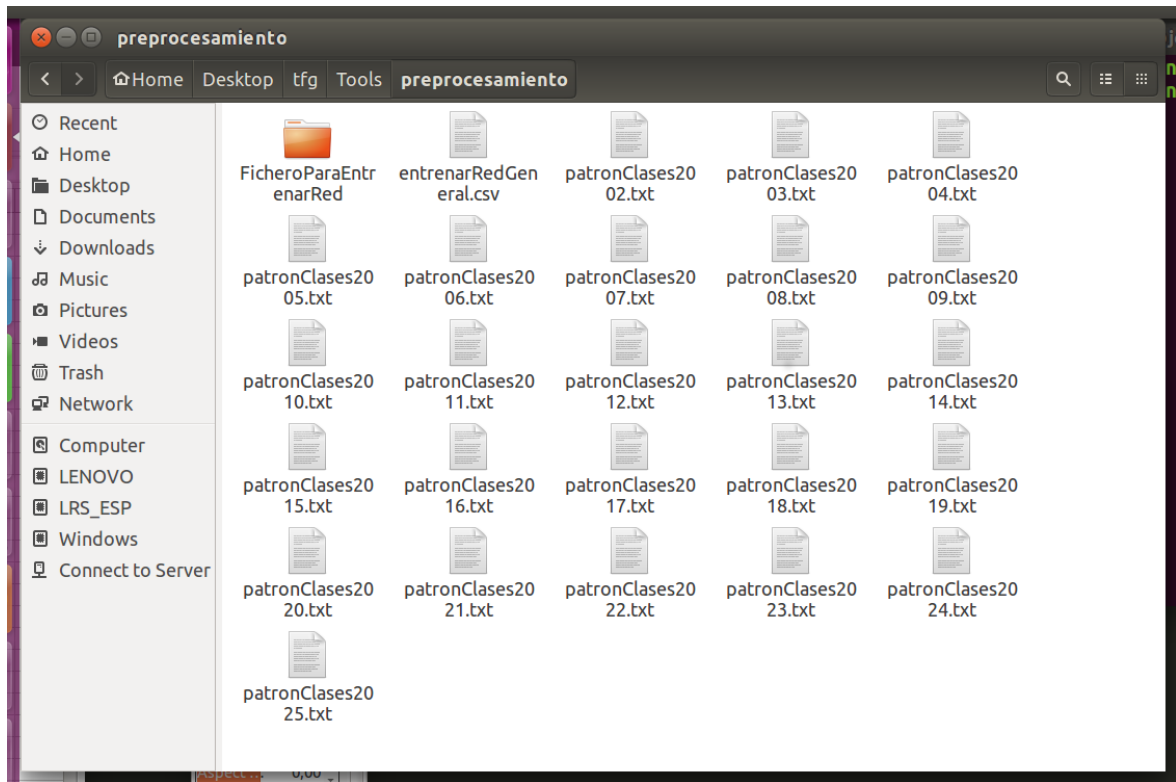 preprocesamiento
Home Desktop tfg Tools preprocesamiento
Recent
Home
Desktop
Documents
Downloads
Music
Pictures
Videos
Trash
Network
Computer
LENOVO
LRS_ESP
Windows
Connect to Server
FicheroParaEntr
enarRed
entrenarRedGen
eral.csv
patronClases20
02.txt
patronClases20
03.txt
patronClases20
04.txt
patronClases20
05.txt
patronClases20
06.txt
patronClases20
07.txt
patronClases20
08.txt
patronClases20
09.txt
patronClases20
10.txt
patronClases20
11.txt
patronClases20
12.txt
patronClases20
13.txt
patronClases20
14.txt
patronClases20
15.txt
patronClases20
16.txt
patronClases20
17.txt
patronClases20
18.txt
patronClases20
19.txt
patronClases20
20.txt
patronClases20
21.txt
patronClases20
22.txt
patronClases20
23.txt
patronClases20
24.txt
patronClases20
25.txt
Aspect ... 0,00